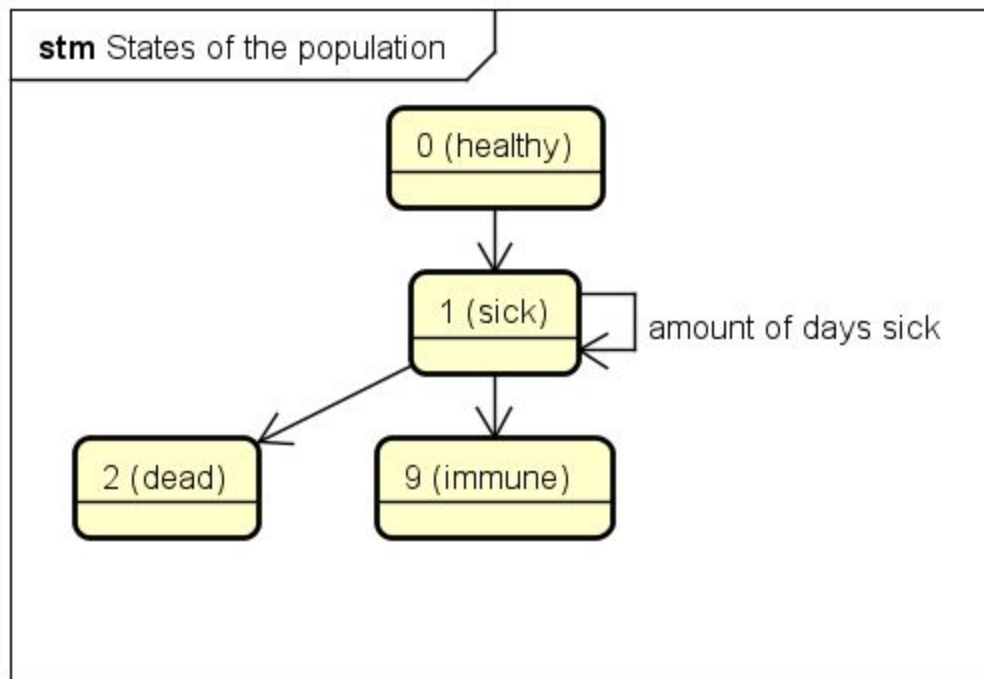 stm States of the population
0 (healthy)
1 (sick)
amount of days sick
2 (dead)
9 (immune)